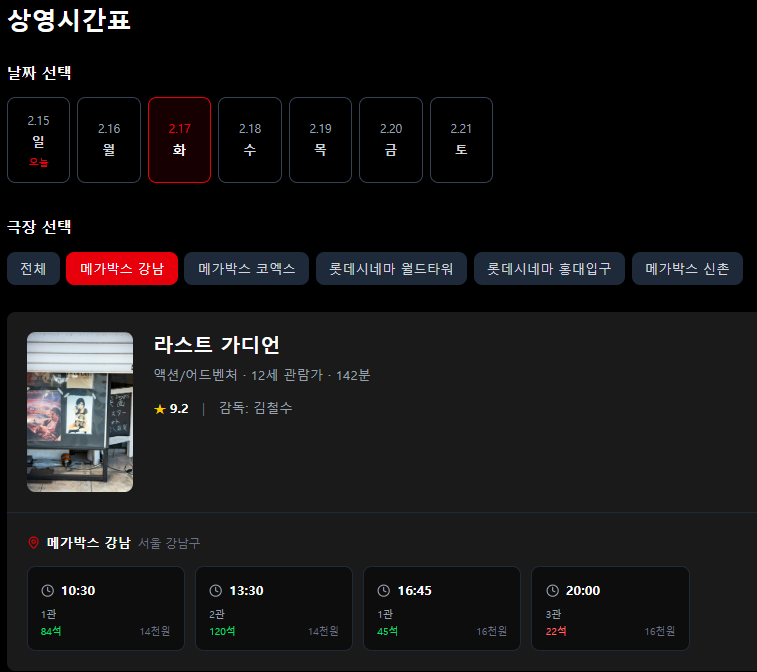 상영시간표
날짜 선택
2.15 2.16 2.17 2.18 2.19 2.20 2.21
일 월 화 수 목 금 토
오늘
극장 선택
전체 메가박스 강남 메가박스 코엑스 롯데시네마 월드타워 롯데시네마 홍대입구 메가박스 신촌
라스트 가디언
액션/어드벤처 · 12세 관람가 · 142분
★ 9.2 | 감독: 김철수
메가박스 강남 서울 강남구
10:30 13:30 16:45 20:00
1관 2관 1관 3관
84석 14천원 120석 14천원 45석 16천원 22석 16천원